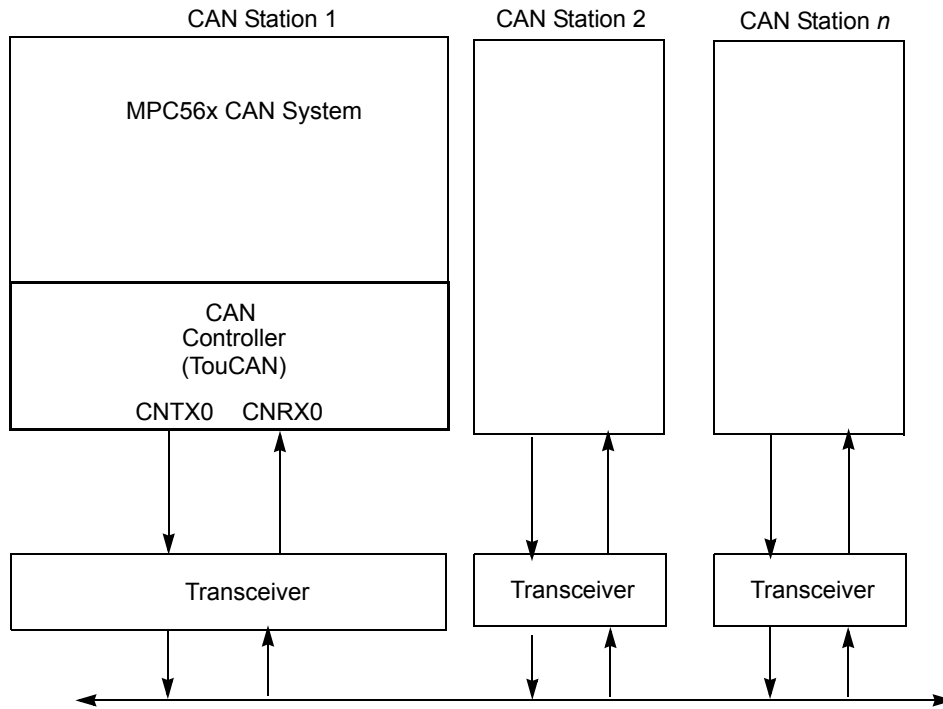 CAN Station 1
CAN Station 2
CAN Station n
MPC56x CAN System
CAN
Controller
(TouCAN)
CNTX0 CNRX0
Transceiver
Transceiver
Transceiver